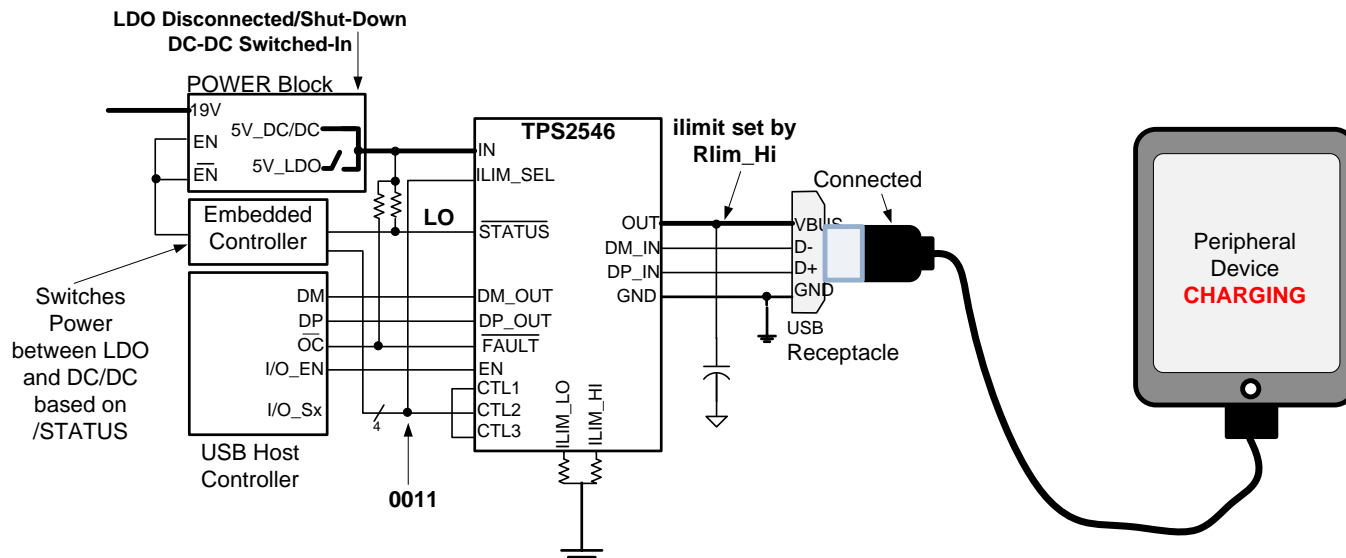 LDO Disconnected/Shut-Down
DC-DC Switched-In
POWER Block
19V
EN
EN
5V_DC/DC
5V_LDO
Embedded
Controller
Switches
Power
between LDO
and DC/DC
based on
/STATUS
DM
DP
OC
I/O_EN
I/O_Sx
USB Host
Controller
LO
4
0011
TPS2546
IN
ILIM_SEL
STATUS
DM_OUT
DP_OUT
FAULT
EN
CTL1
CTL2
CTL3
ILIM_LO
ILIM_HI
OUT
DM_IN
DP_IN
GND
ilimit set by
Rlim_Hi
VBUS
D-
D+
GND
USB
Receptacle
Connected
Peripheral
Device
CHARGING